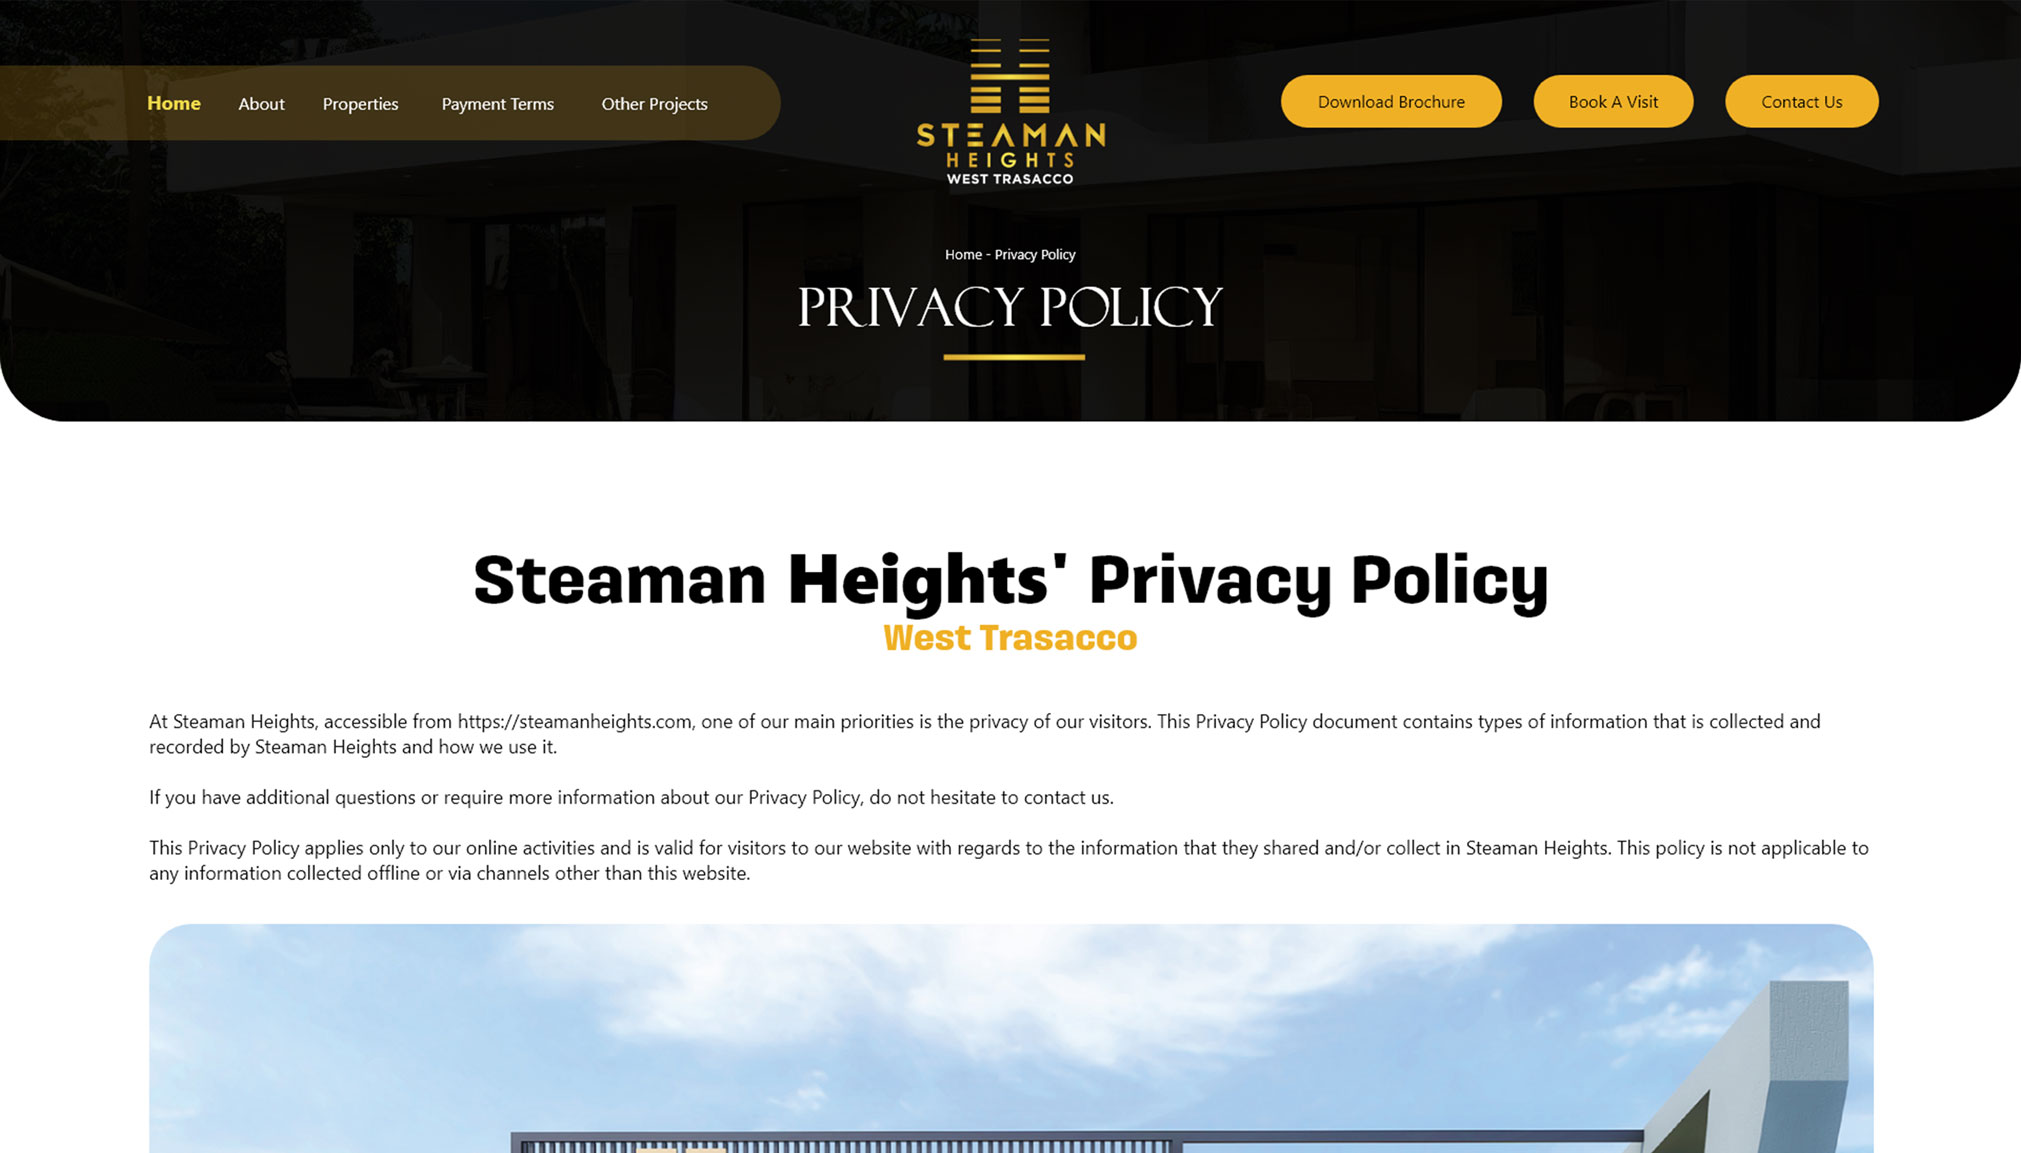 Home About Properties Payment Terms Other Projects
STEAMAN
HEIGHTS
WEST TRASACCO
Download Brochure Book A Visit Contact Us
Home - Privacy Policy
PRIVACY POLICY
Steaman Heights' Privacy Policy
West Trasacco
At Steaman Heights, accessible from https://steamanheights.com, one of our main priorities is the privacy of our visitors. This Privacy Policy document contains types of information that is collected and
recorded by Steaman Heights and how we use it.
If you have additional questions or require more information about our Privacy Policy, do not hesitate to contact us.
This Privacy Policy applies only to our online activities and is valid for visitors to our website with regards to the information that they shared and/or collect in Steaman Heights. This policy is not applicable to
any information collected offline or via channels other than this website.